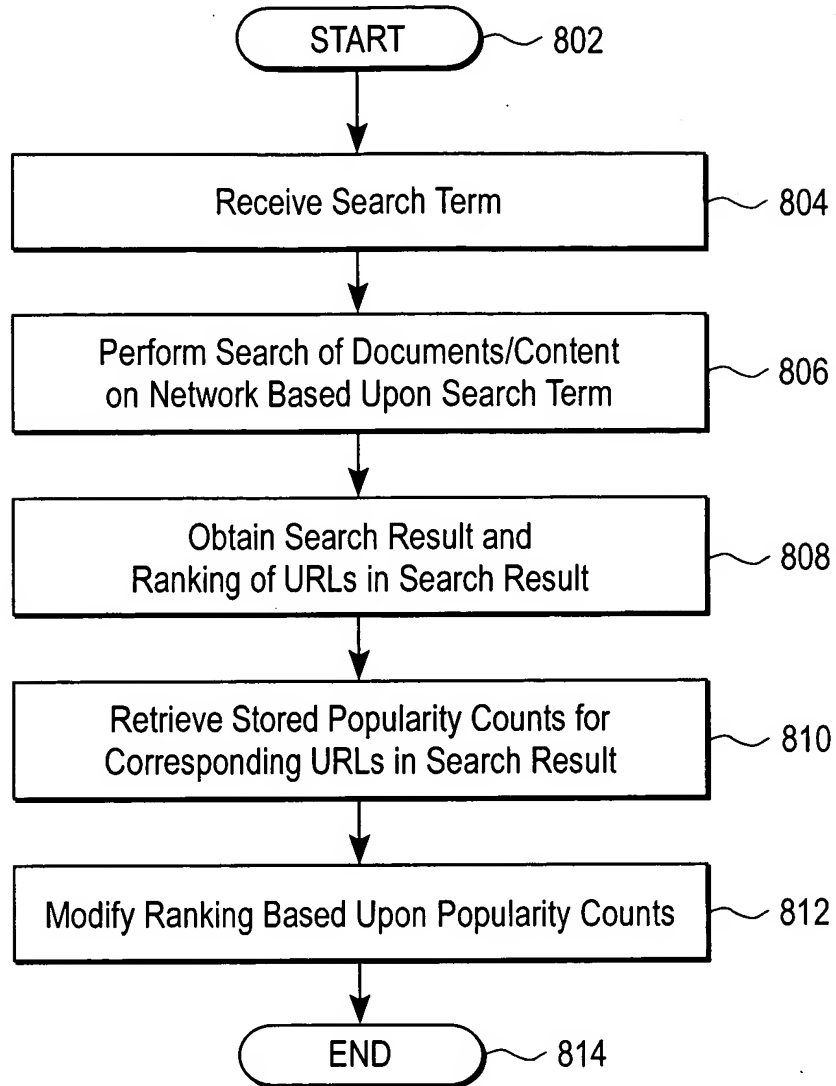 START
802
Receive Search Term
804
Perform Search of Documents/Content
on Network Based Upon Search Term
806
Obtain Search Result and
Ranking of URLs in Search Result
808
Retrieve Stored Popularity Counts for
Corresponding URLs in Search Result
810
Modify Ranking Based Upon Popularity Counts
812
END
814